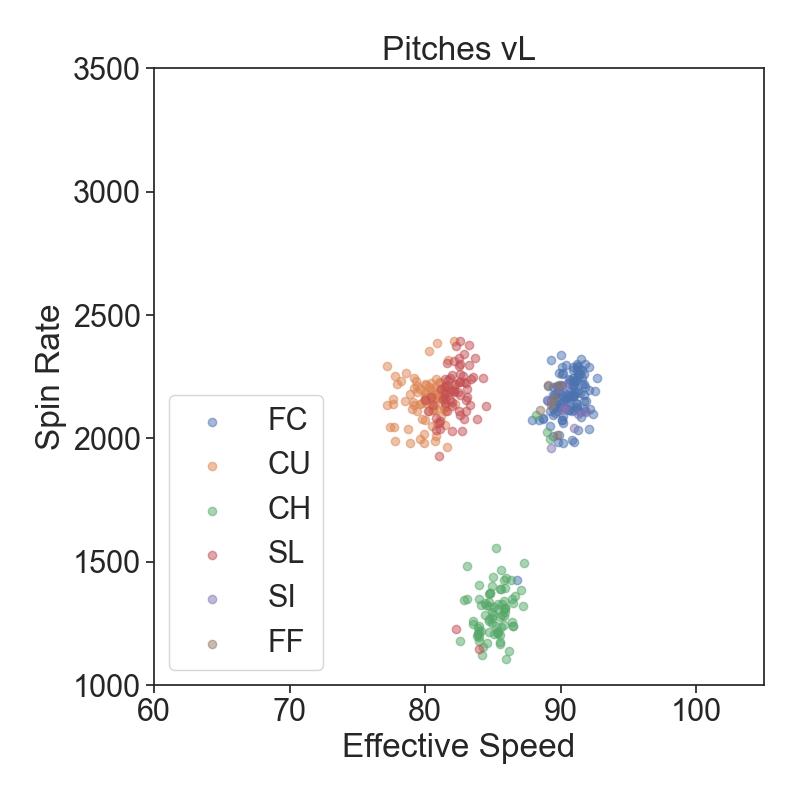 Pitches vL
3500
3000
2500
2000
1500
1000
Spin Rate
FC
CU
CH
SL
SI
FF
60 70 80 90 100
Effective Speed